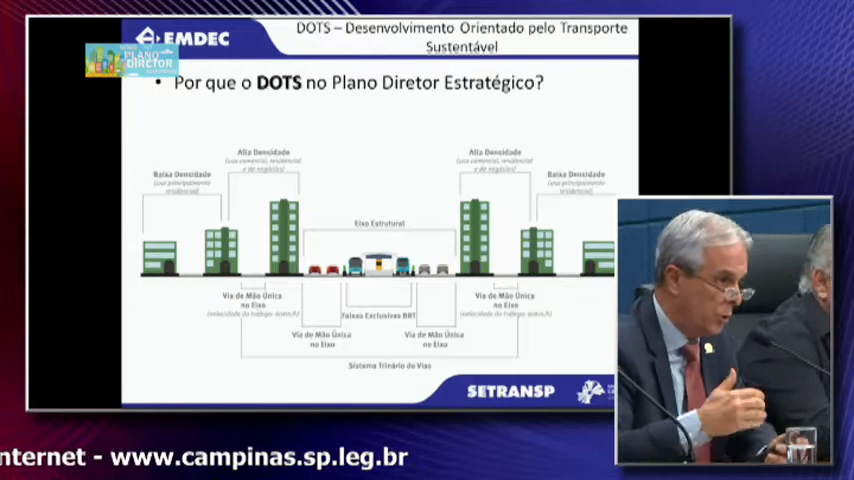 EMDEC
DOTS – Desenvolvimento Orientado pelo Transporte
Sustentável
PLANO
DIRETOR
• Por que o DOTS no Plano Diretor Estratégico?
Alta Densidade
(uso comercial, residencial
e de negócios)
Alta Densidade
(uso comercial, residencial
e de negócios)
Baixa Densidade
(uso principalmente
residencial)
Baixa Densidade
(uso principalmente
residencial)
Eixo Estrutural
Via de Mão Única
no Eixo
Via de Mão Única
no Eixo
Faixas Exclusivas BRT
Via de Mão Única
no Eixo
Via de Mão Única
no Eixo
Sistema Trinário de Vias
SETRANSP
nternet - www.campinas.sp.leg.br